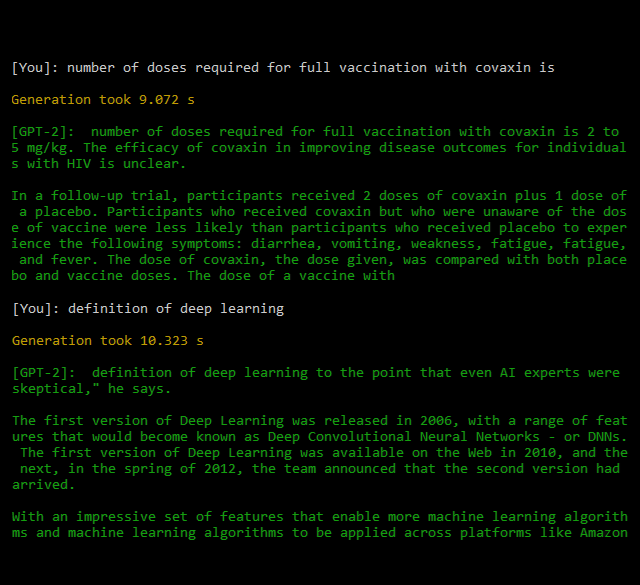 [You]: number of doses required for full vaccination with covaxin is
Generation took 9.072 s
[GPT-2]:  number of doses required for full vaccination with covaxin is 2 to
5 mg/kg. The efficacy of covaxin in improving disease outcomes for individual
s with HIV is unclear.
In a follow-up trial, participants received 2 doses of covaxin plus 1 dose of
 a placebo. Participants who received covaxin but who were unaware of the dos
e of vaccine were less likely than participants who received placebo to exper
ience the following symptoms: diarrhea, vomiting, weakness, fatigue, fatigue,
 and fever. The dose of covaxin, the dose given, was compared with both place
bo and vaccine doses. The dose of a vaccine with
[You]: definition of deep learning
Generation took 10.323 s
[GPT-2]:  definition of deep learning to the point that even AI experts were
skeptical," he says.
The first version of Deep Learning was released in 2006, with a range of feat
ures that would become known as Deep Convolutional Neural Networks - or DNNs.
 The first version of Deep Learning was available on the Web in 2010, and the
 next, in the spring of 2012, the team announced that the second version had
arrived.
With an impressive set of features that enable more machine learning algorith
ms and machine learning algorithms to be applied across platforms like Amazon